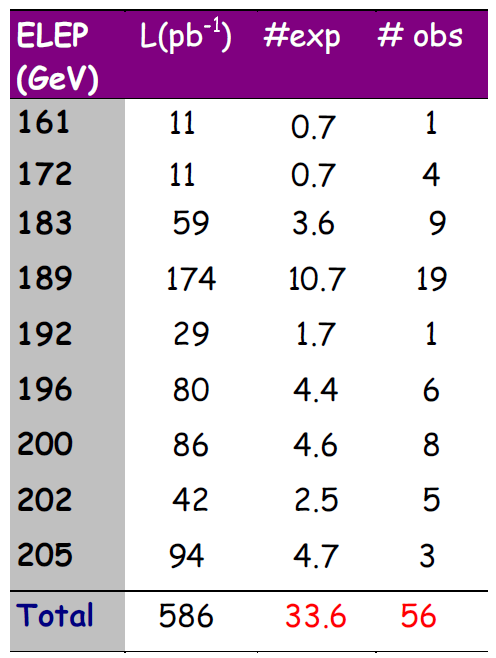 ELEP (GeV) L(pb⁻¹) #exp # obs
161 11 0.7 1
172 11 0.7 4
183 59 3.6 9
189 174 10.7 19
192 29 1.7 1
196 80 4.4 6
200 86 4.6 8
202 42 2.5 5
205 94 4.7 3
Total 586 33.6 56